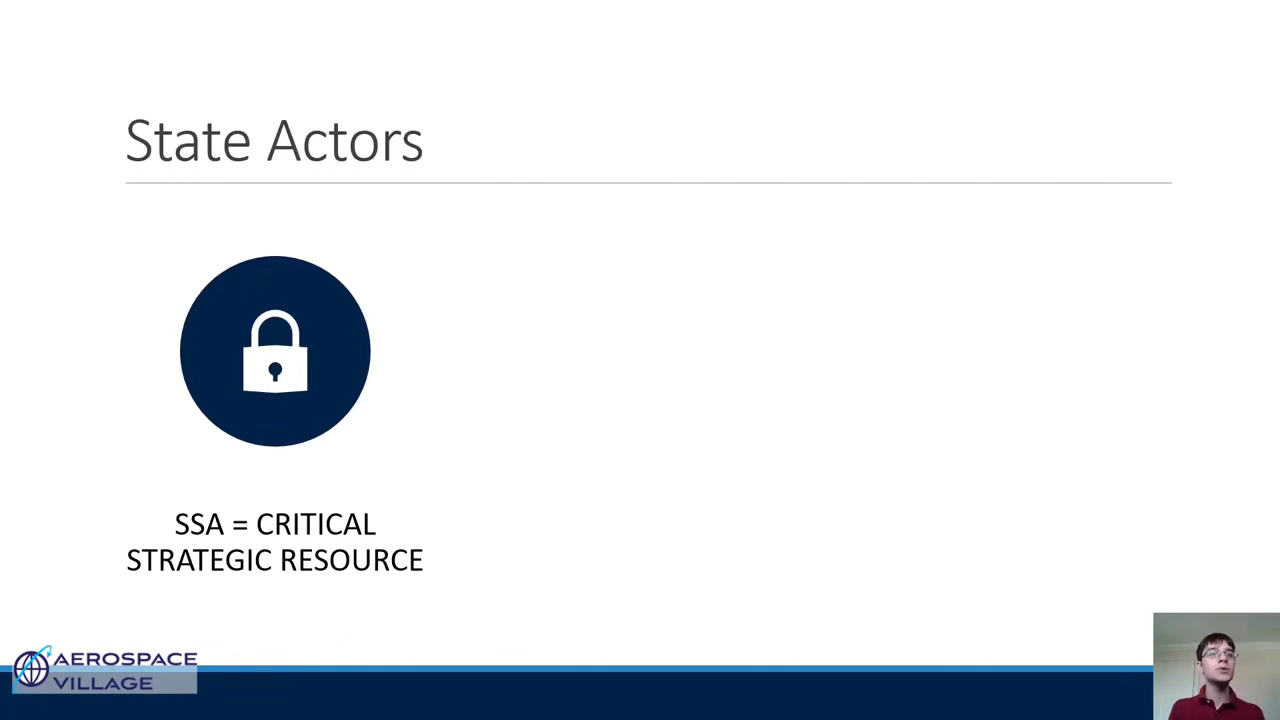 State Actors
SSA = CRITICAL
STRATEGIC RESOURCE
AEROSPACE
VILLAGE